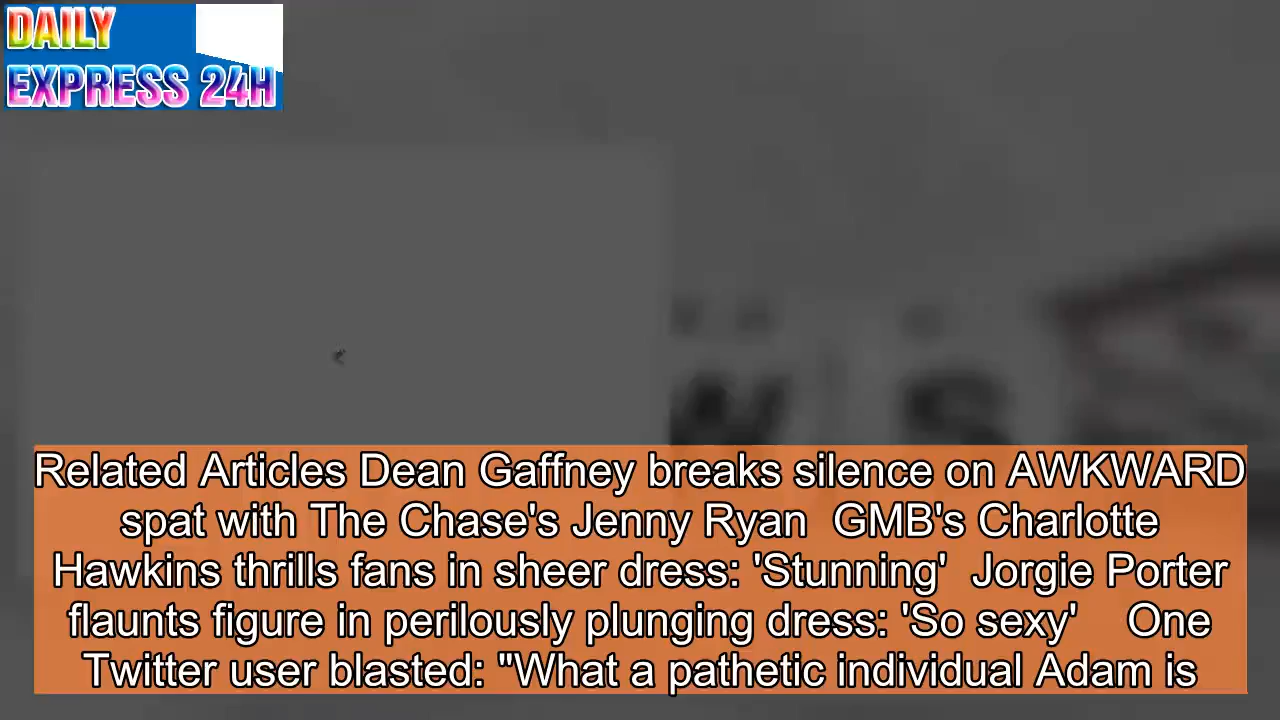 DAILY
EXPRESS 24H
Related Articles Dean Gaffney breaks silence on AWKWARD
spat with The Chase's Jenny Ryan  GMB's Charlotte
Hawkins thrills fans in sheer dress: 'Stunning'  Jorgie Porter
flaunts figure in perilously plunging dress: 'So sexy'    One
Twitter user blasted: "What a pathetic individual Adam is